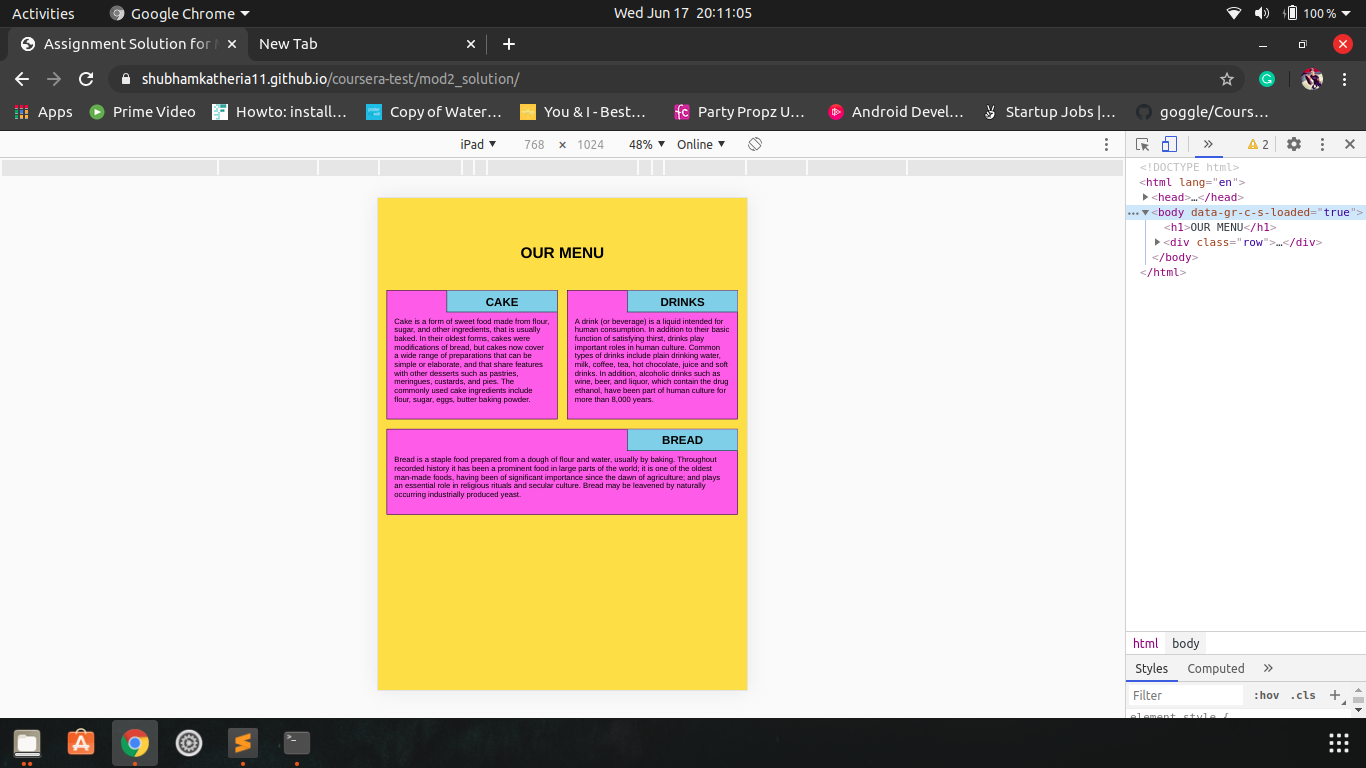 Activities Google Chrome Wed Jun 17 20:11:05 100 %
Assignment Solution for New Tab
shubhamkatheria11.github.io/coursera-test/mod2_solution/
Apps Prime Video Howto: install… Copy of Water… You & I - Best… Party Propz U… Android Devel… Startup Jobs |… goggle/Cours…
iPad 768 × 1024 48% Online 2
<!DOCTYPE html>
<html lang="en">
<head>…</head>
<body data-gr-c-s-loaded="true">
<h1>OUR MENU</h1>
<div class="row">…</div>
</body>
</html>
OUR MENU
CAKE
Cake is a form of sweet food made from flour,
sugar, and other ingredients, that is usually
baked. In their oldest forms, cakes were
modifications of bread, but cakes now cover
a wide range of preparations that can be
simple or elaborate, and that share features
with other desserts such as pastries,
meringues, custards, and pies. The
commonly used cake ingredients include
flour, sugar, eggs, butter baking powder.
DRINKS
A drink (or beverage) is a liquid intended for
human consumption. In addition to their basic
function of satisfying thirst, drinks play
important roles in human culture. Common
types of drinks include plain drinking water,
milk, coffee, tea, hot chocolate, juice and soft
drinks. In addition, alcoholic drinks such as
wine, beer, and liquor, which contain the drug
ethanol, have been part of human culture for
more than 8,000 years.
BREAD
Bread is a staple food prepared from a dough of flour and water, usually by baking. Throughout
recorded history it has been a prominent food in large parts of the world; it is one of the oldest
man-made foods, having been of significant importance since the dawn of agriculture; and plays
an essential role in religious rituals and secular culture. Bread may be leavened by naturally
occurring industrially produced yeast.
html body
Styles Computed
Filter :hov .cls
element.style {